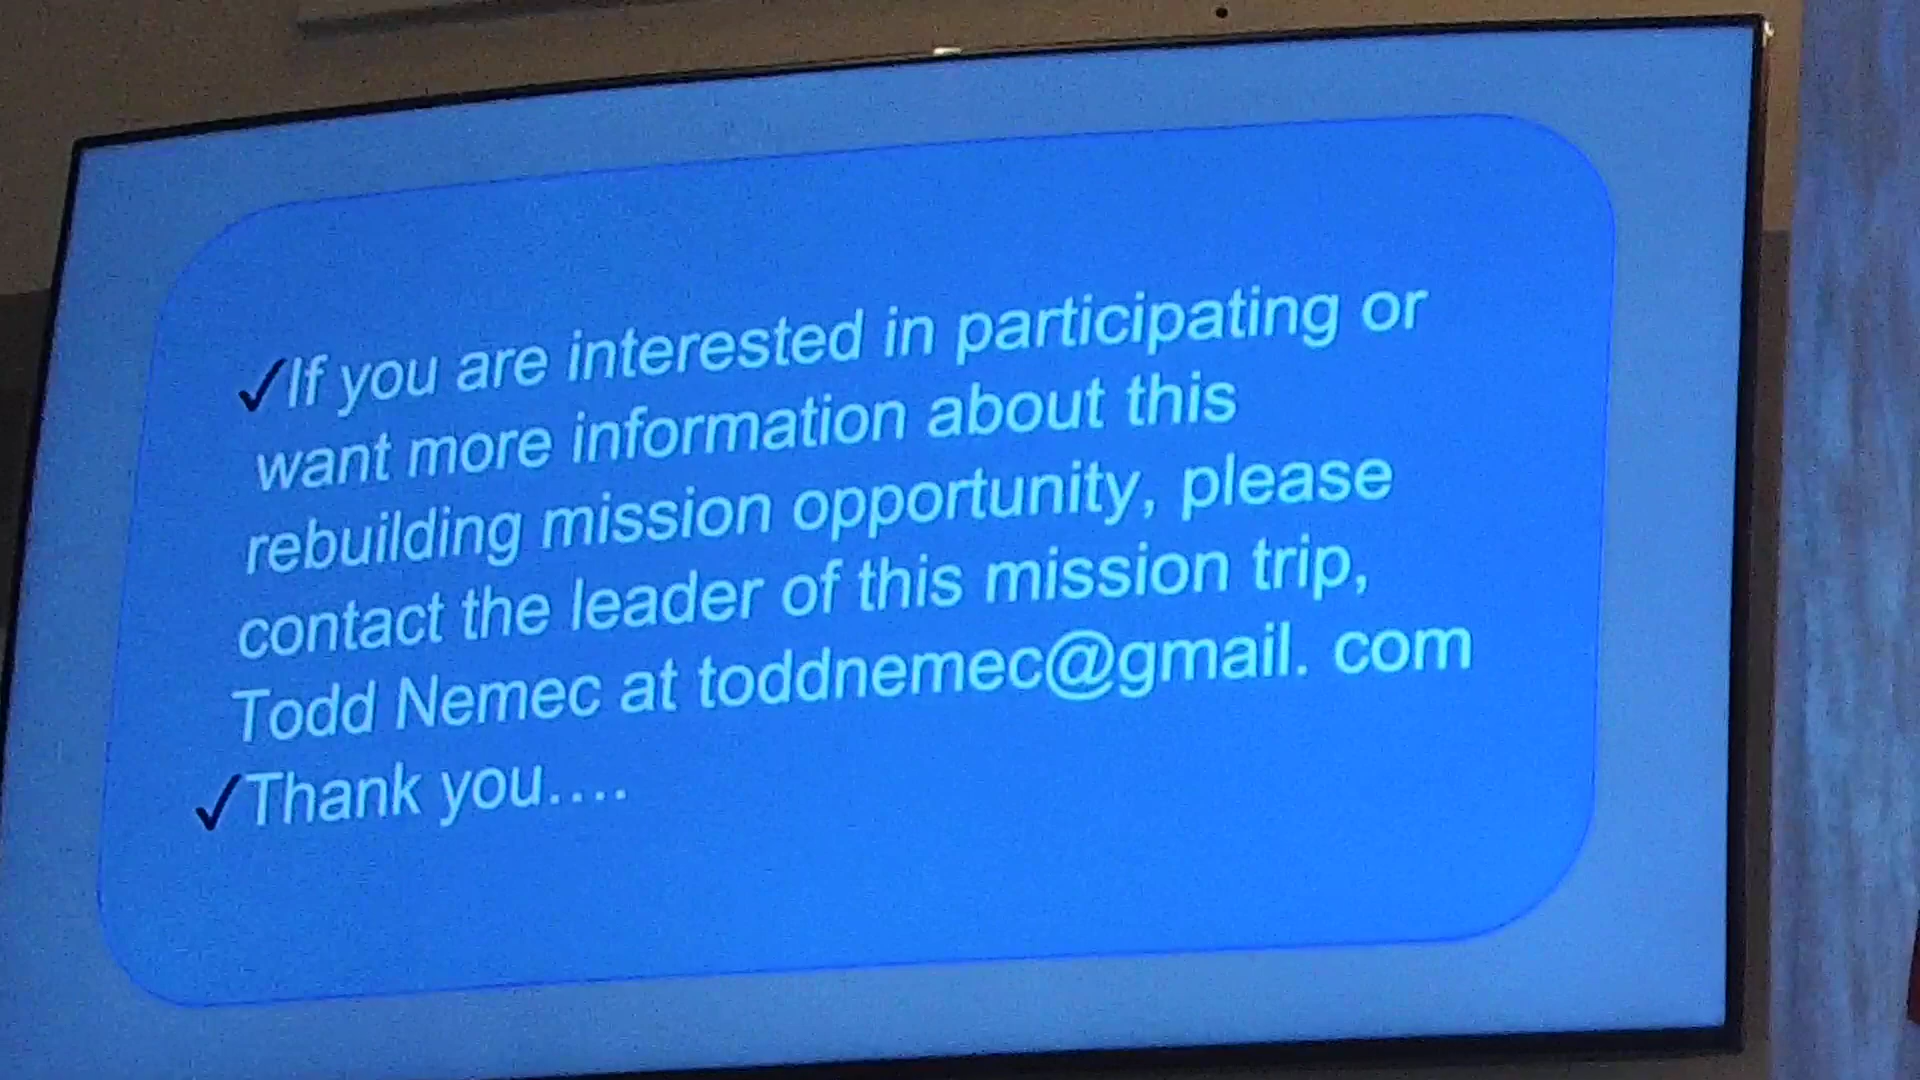 ✓If you are interested in participating or
want more information about this
rebuilding mission opportunity, please
contact the leader of this mission trip,
Todd Nemec at toddnemec@gmail. com
✓Thank you....